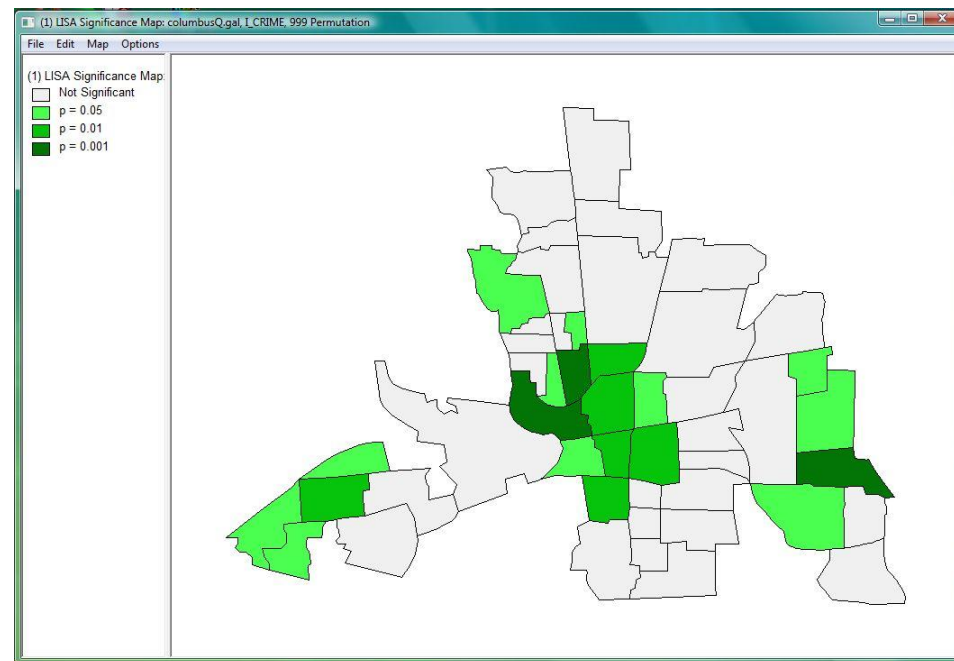 (1) LISA Significance Map: columbusQ.gal, I_CRIME, 999 Permutation
File Edit Map Options
(1) LISA Significance Map:
Not Significant
p = 0.05
p = 0.01
p = 0.001